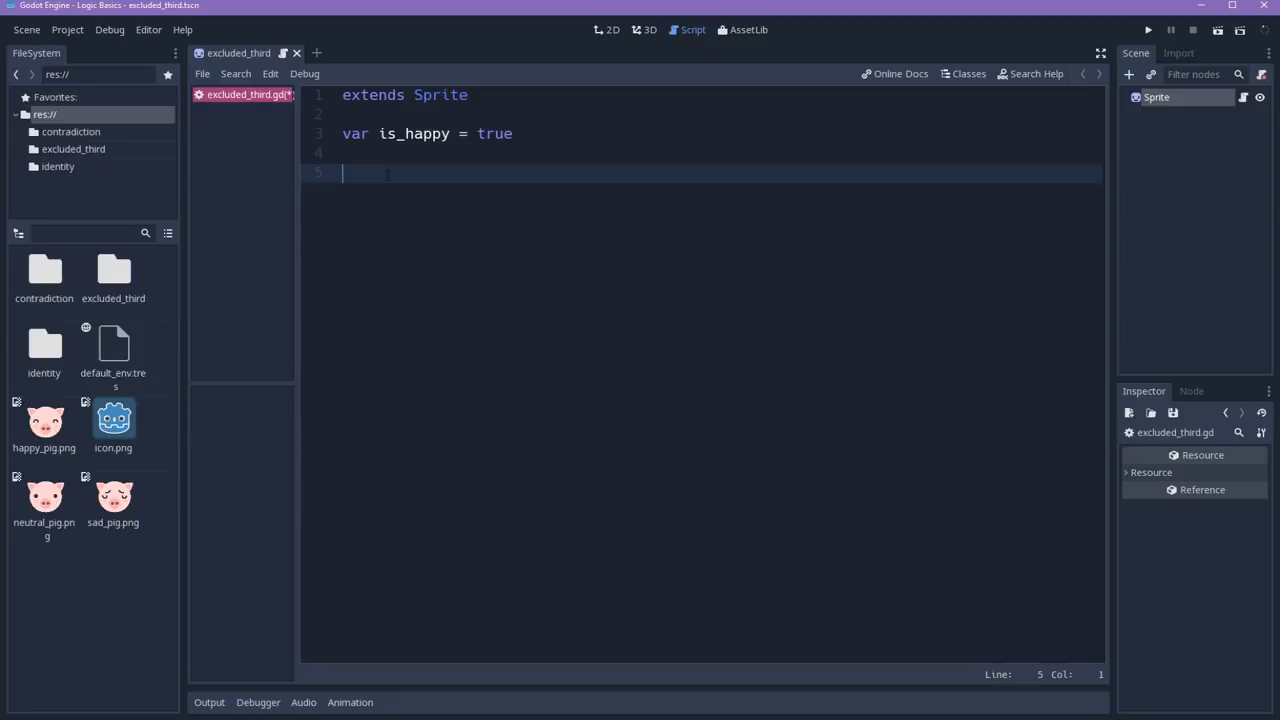 Godot Engine - Logic Basics - excluded_third.tscn
Scene Project Debug Editor Help
2D 3D Script AssetLib
FileSystem
res://
Favorites:
res://
contradiction
excluded_third
identity
contradiction
excluded_third
identity
default_env.tre
s
happy_pig.png
icon.png
neutral_pig.pn
g
sad_pig.png
excluded_third
File Search Edit Debug
Online Docs Classes Search Help
excluded_third.gd(*)
1 extends Sprite
2
3 var is_happy = true
4
5
Line: 5 Col: 1
Output Debugger Audio Animation
Scene Import
Filter nodes
Sprite
Inspector Node
excluded_third.gd
Resource
Resource
Reference